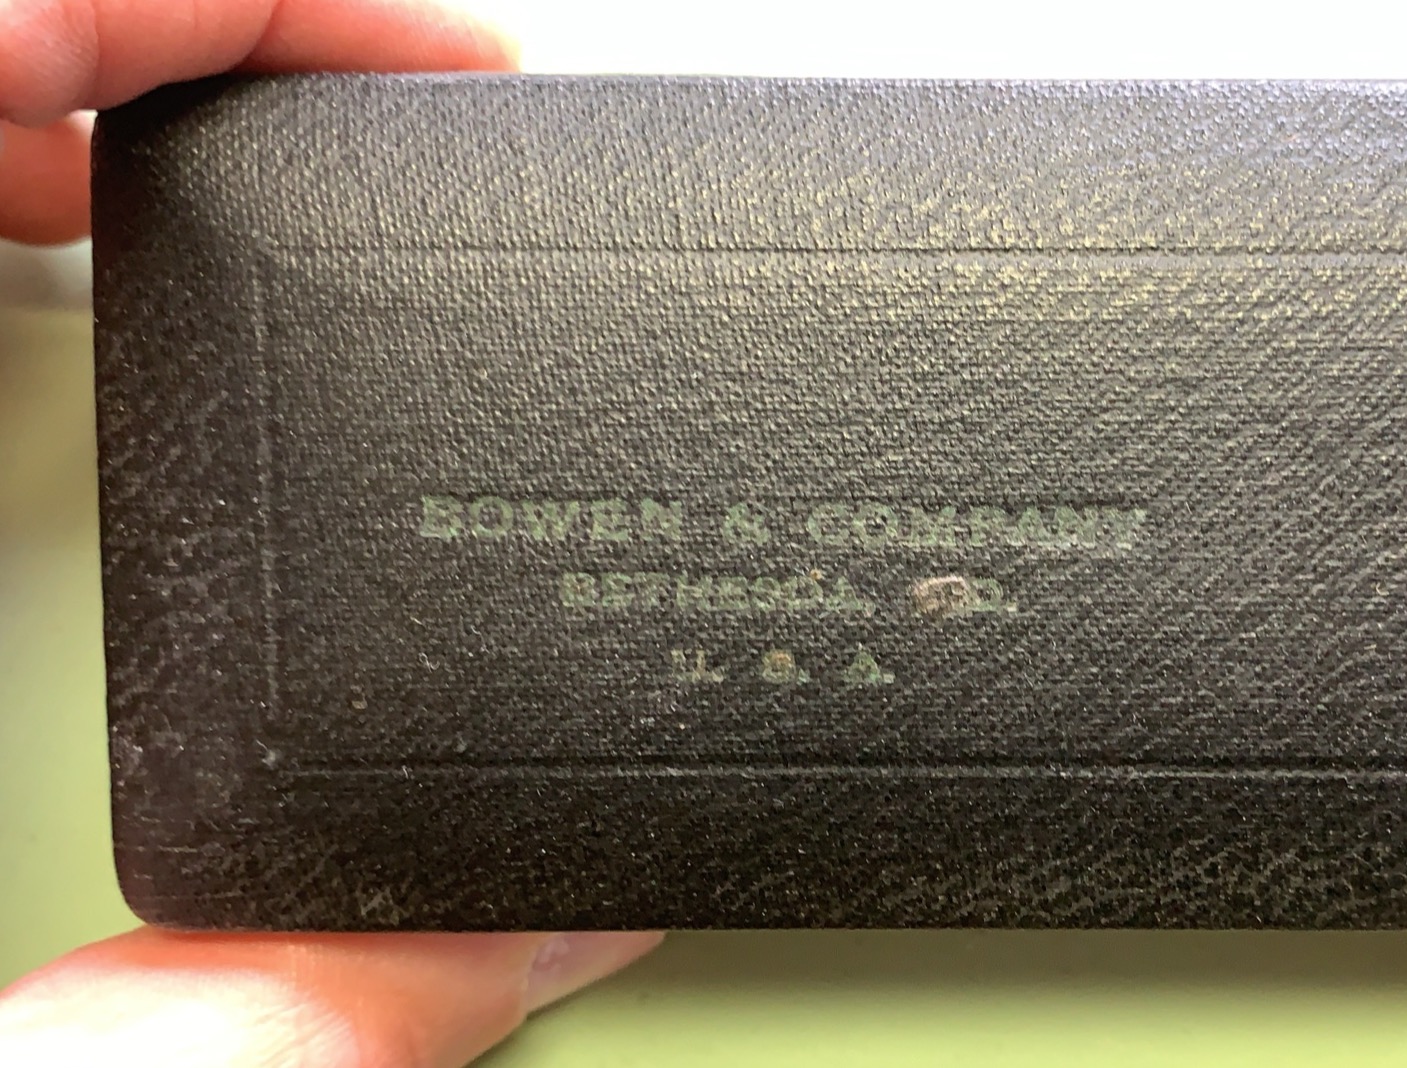 BOWEN & COMPANY
BETHESDA, MD.
U. S. A.